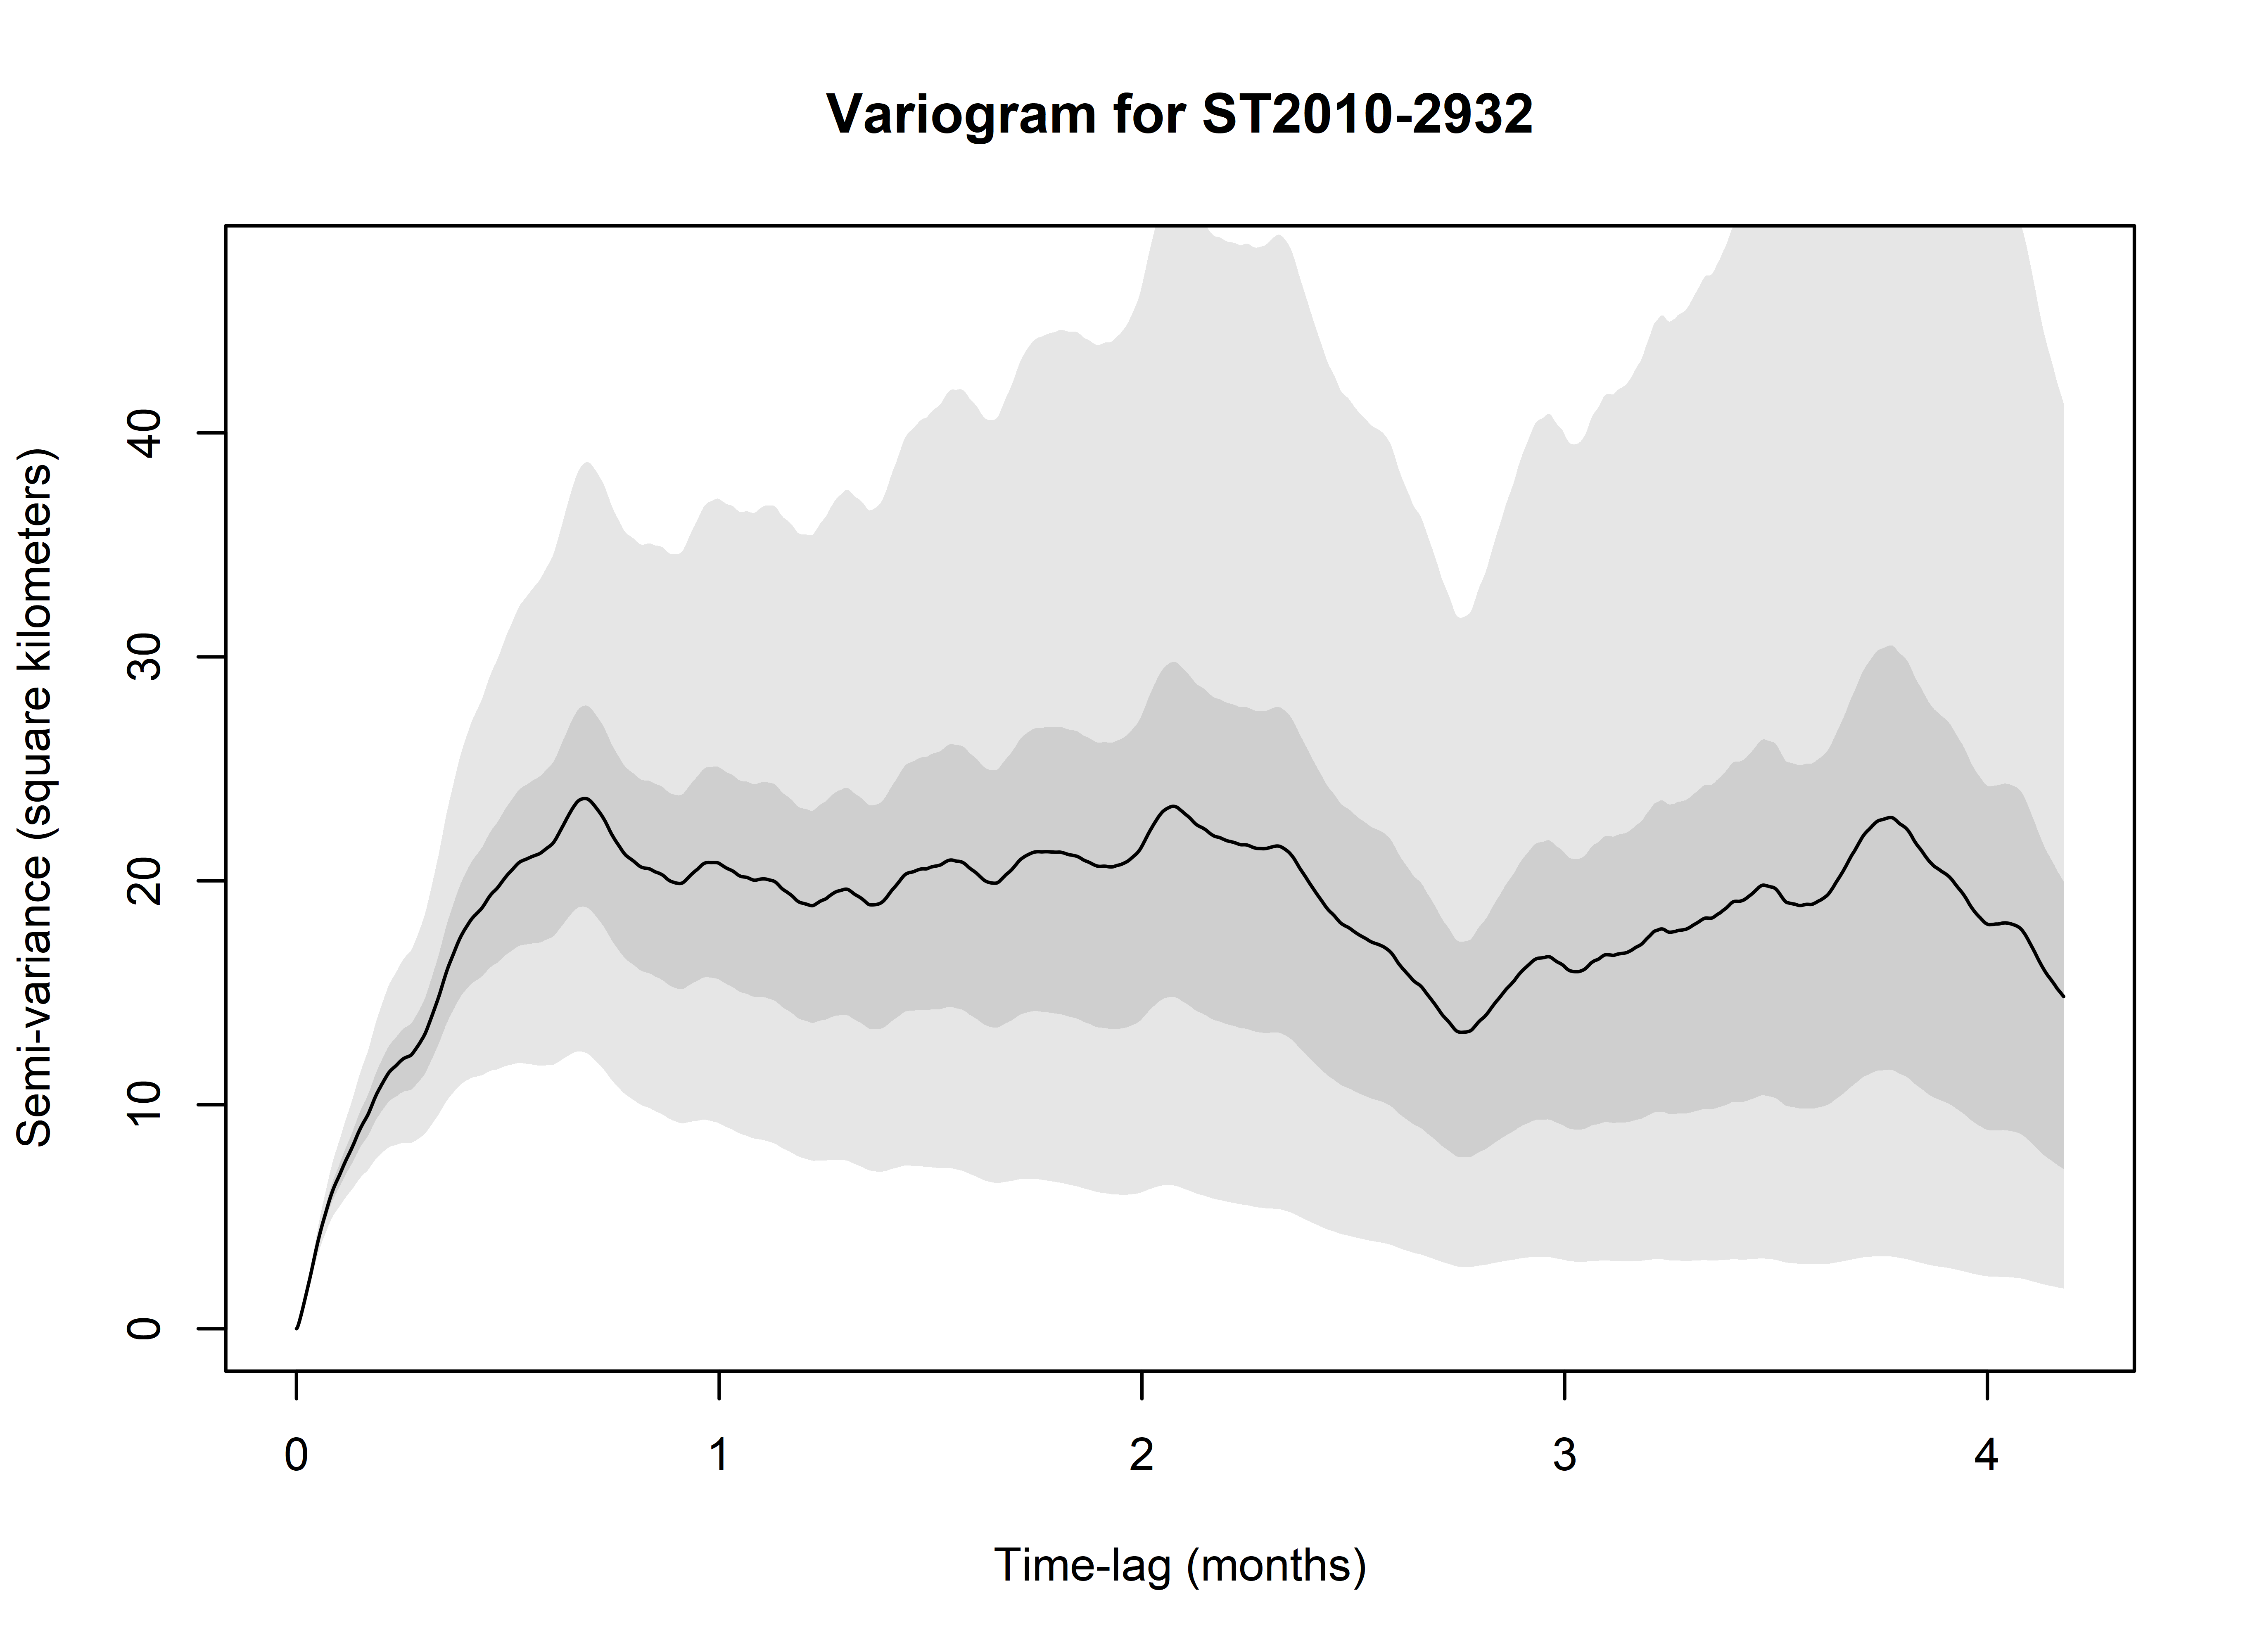 Variogram for ST2010-2932
Semi-variance (square kilometers)
40
30
20
10
0
0 1 2 3 4
Time-lag (months)